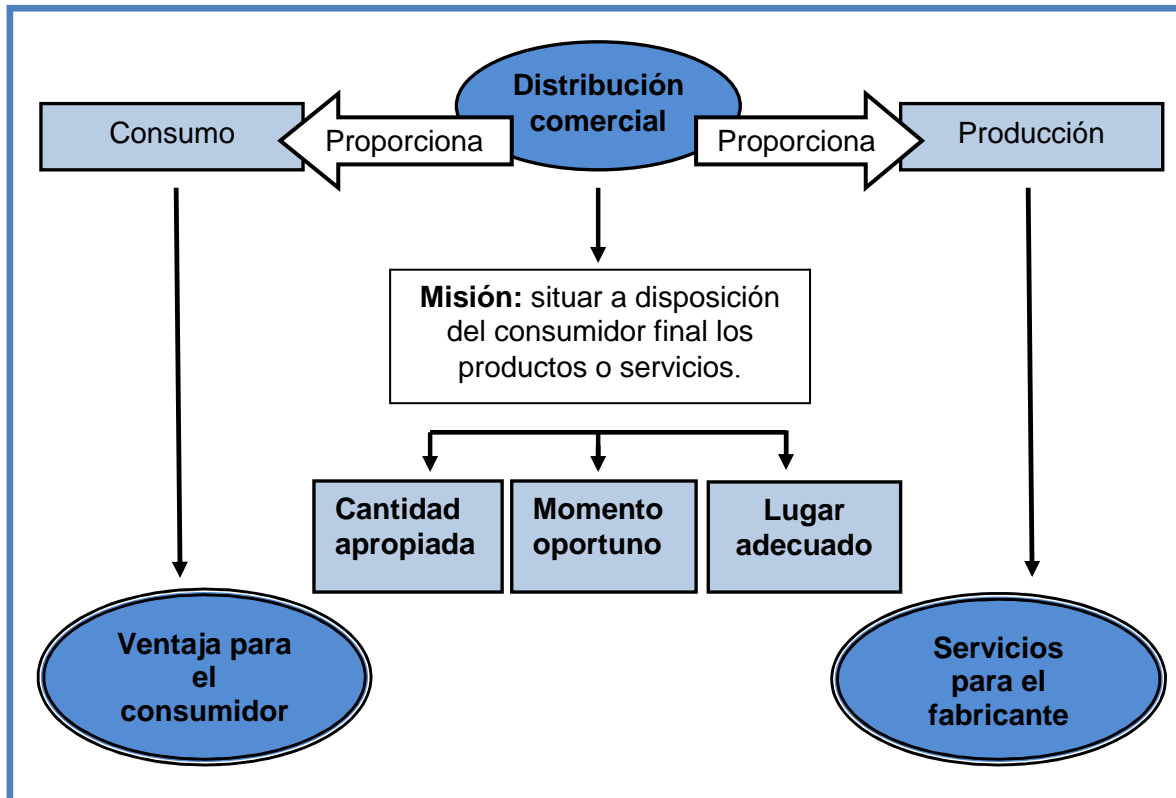 Distribución
comercial
Consumo
Proporciona
Proporciona
Producción
Misión: situar a disposición
del consumidor final los
productos o servicios.
Cantidad
apropiada
Momento
oportuno
Lugar
adecuado
Ventaja para
el
consumidor
Servicios
para el
fabricante